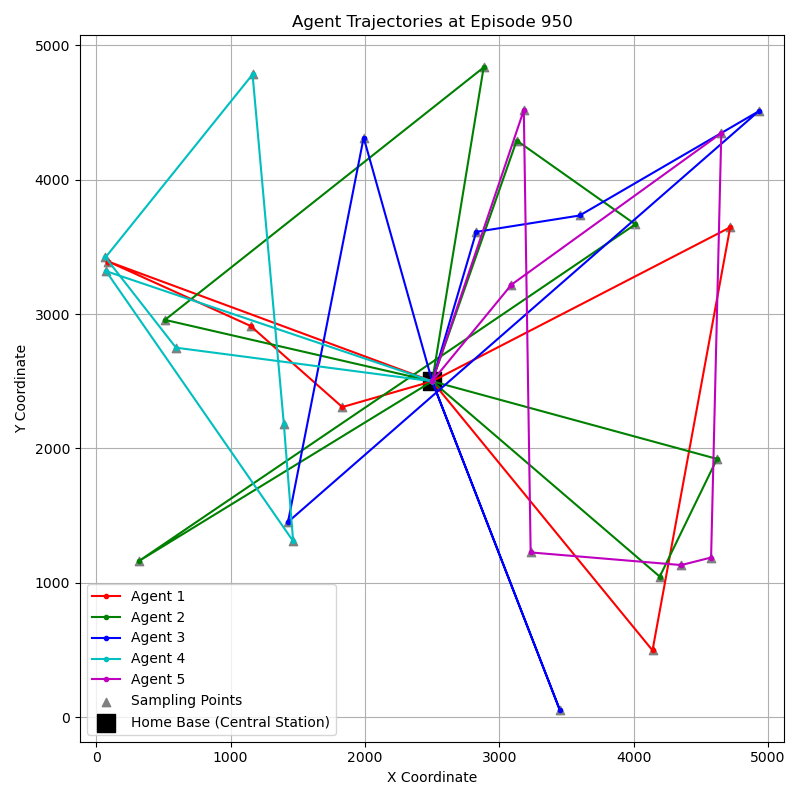 Agent Trajectories at Episode 950
5000
4000
3000
2000
1000
0
Y Coordinate
Agent 1
Agent 2
Agent 3
Agent 4
Agent 5
Sampling Points
Home Base (Central Station)
0 1000 2000 3000 4000 5000
X Coordinate